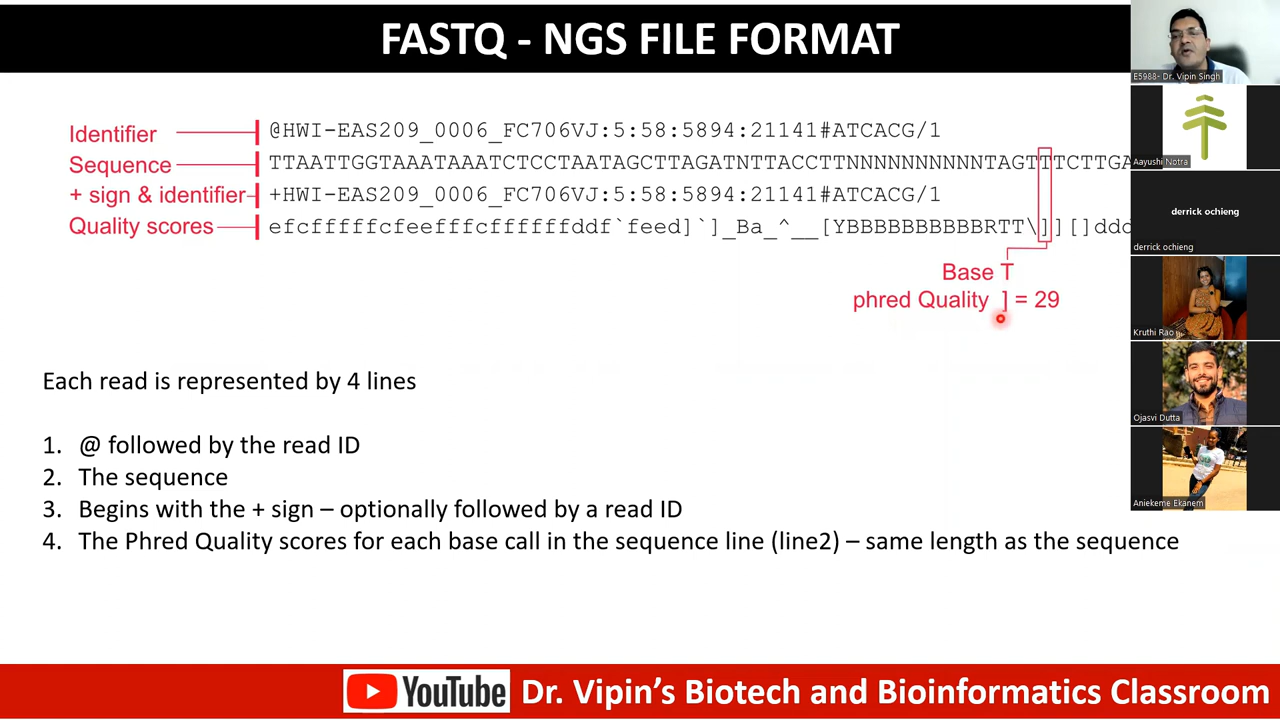 FASTQ - NGS FILE FORMAT
E5988- Dr. Vipin Singh
Identifier
@HWI-EAS209_0006_FC706VJ:5:58:5894:21141#ATCACG/1
Sequence
TTAATTGGTAAATAAATCTCCTAATAGCTTAGATNTTACCTTNNNNNNNNNNTAGTTTCTTGA
+ sign & identifier
+HWI-EAS209_0006_FC706VJ:5:58:5894:21141#ATCACG/1
Quality scores
efcfffffcfeefffcffffffddf`feed]`]_Ba_^__[YBBBBBBBBBBRTT\]][]ddd
Base T
phred Quality ] = 29
Aayushi Notra
derrick ochieng
derrick ochieng
Kruthi Rao
Ojasvi Dutta
Aniekeme Ekanem
Each read is represented by 4 lines
1. @ followed by the read ID
2. The sequence
3. Begins with the + sign – optionally followed by a read ID
4. The Phred Quality scores for each base call in the sequence line (line2) – same length as the sequence
YouTube Dr. Vipin's Biotech and Bioinformatics Classroom